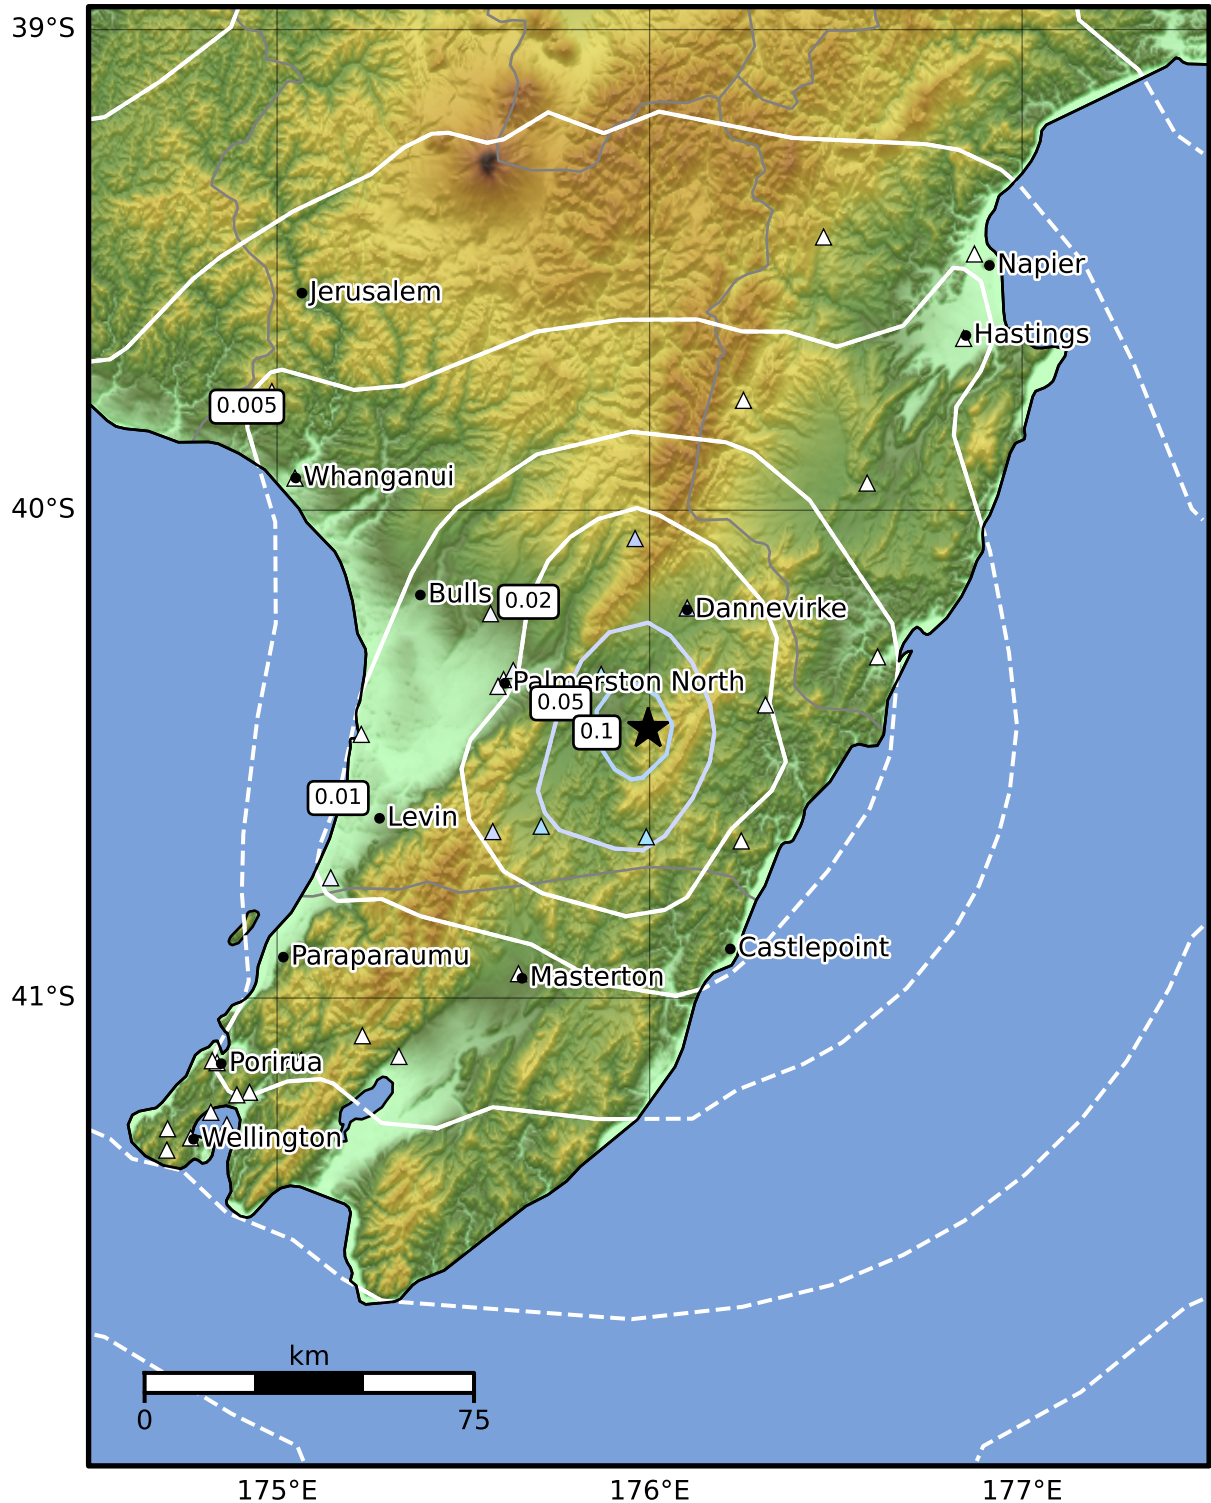 39°S
Napier
Jerusalem
Hastings
0.005
Whanganui
40°S
Bulls
0.02
Dannevirke
Palmerston North
0.05
0.1
0.01
Levin
Castlepoint
Paraparaumu
Masterton
41°S
Porirua
Wellington
km
0
75
175°E
176°E
177°E